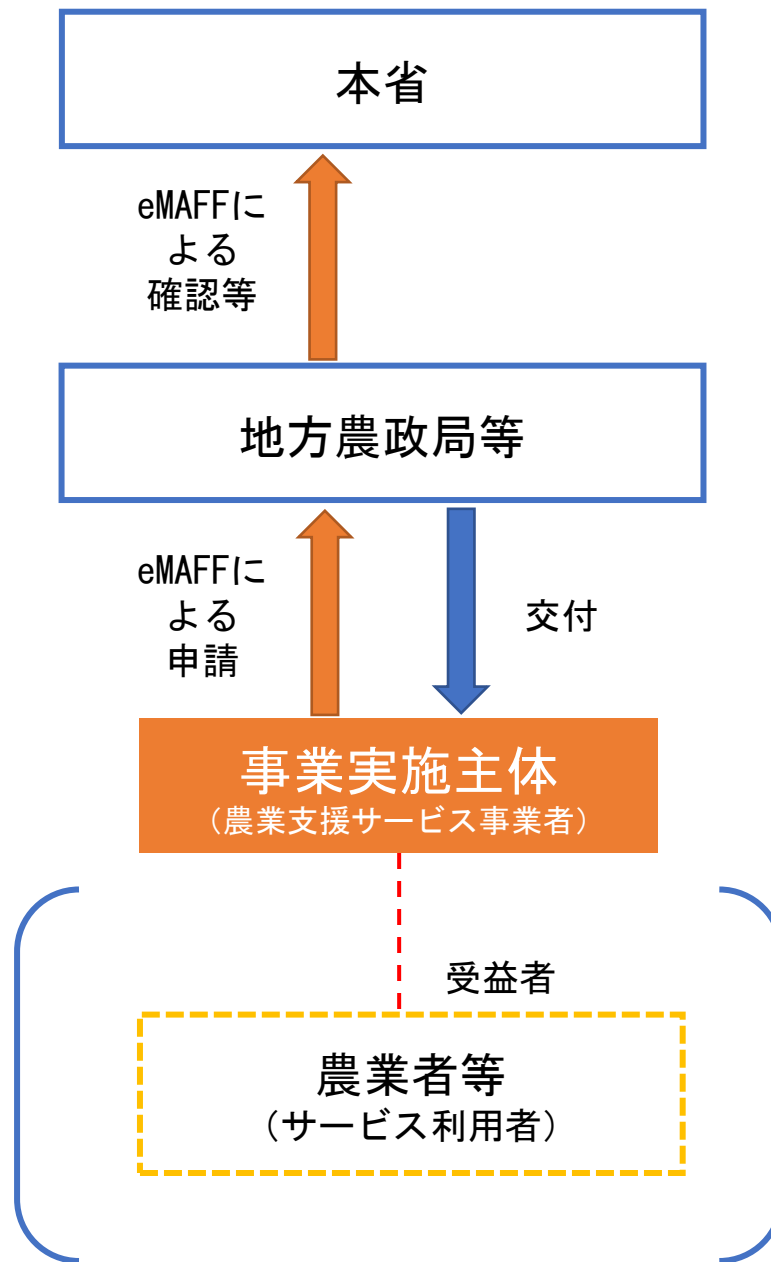 本省
eMAFFに
よる
確認等
地方農政局等
eMAFFに
よる
申請
交付
事業実施主体
（農業支援サービス事業者）
受益者
農業者等
（サービス利用者）